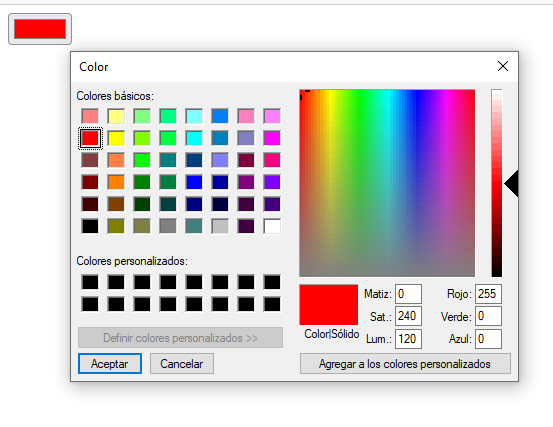 Color
Colores básicos:
Colores personalizados:
Definir colores personalizados >>
Aceptar
Cancelar
Color|Sólido
Matiz: 0
Sat.: 240
Lum.: 120
Rojo: 255
Verde: 0
Azul: 0
Agregar a los colores personalizados